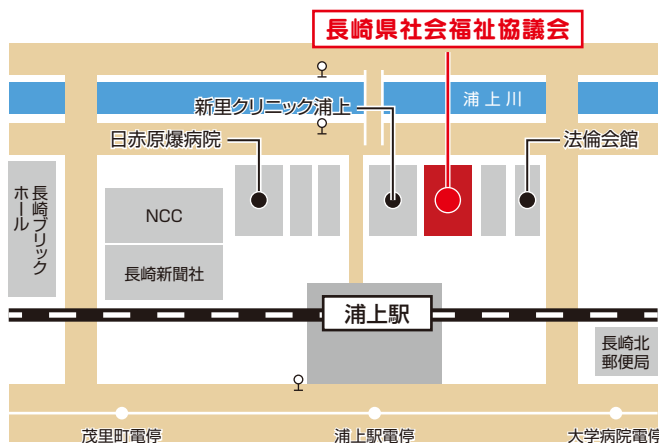 長崎県社会福祉協議会
浦上川
新里クリニック浦上
日赤原爆病院
法倫会館
長崎ブリック
ホール
NCC
長崎新聞社
浦上駅
長崎北
郵便局
茂里町電停
浦上駅電停
大学病院電停